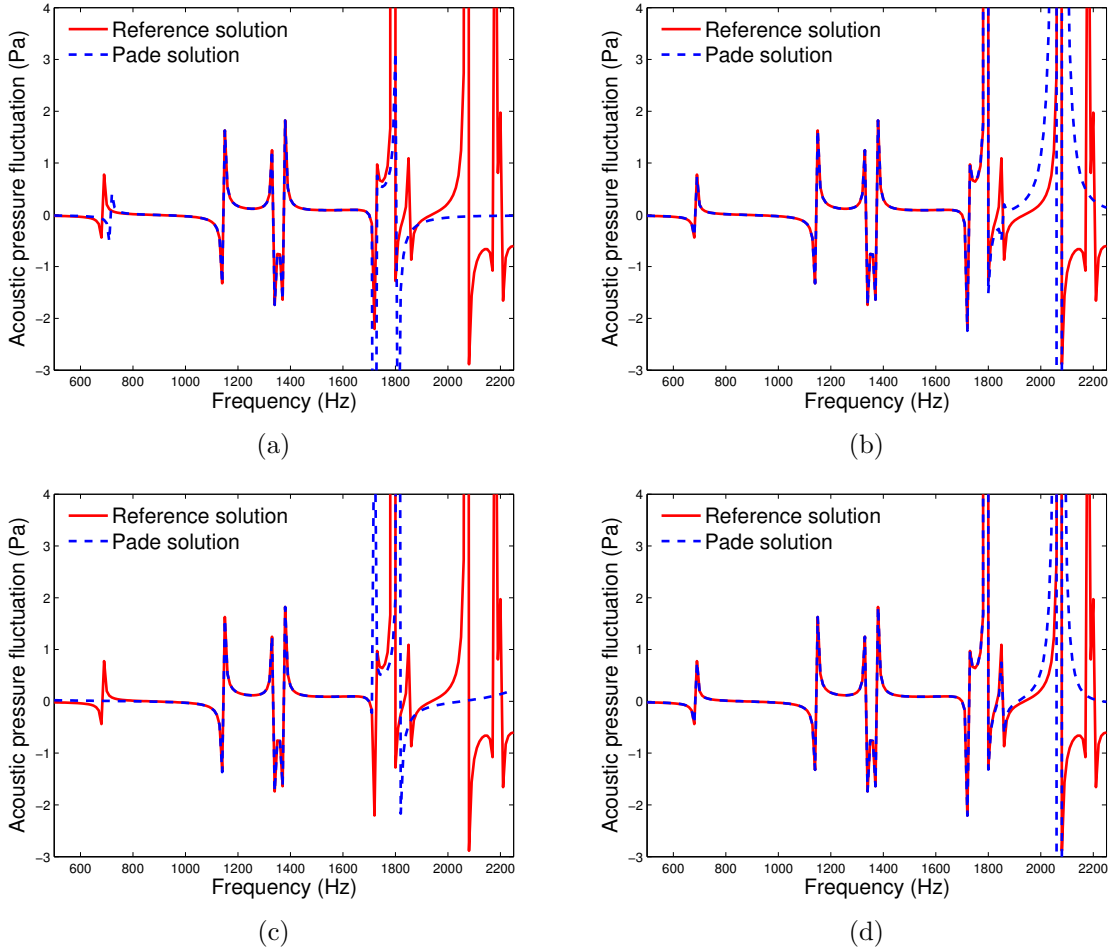 4
3
2
1
0
−1
−2
−3
Acoustic pressure fluctuation (Pa)
Reference solution
Pade solution
600 800 1000 1200 1400 1600 1800 2000 2200
Frequency (Hz)
(a)
4
3
2
1
0
−1
−2
−3
Acoustic pressure fluctuation (Pa)
Reference solution
Pade solution
600 800 1000 1200 1400 1600 1800 2000 2200
Frequency (Hz)
(b)
4
3
2
1
0
−1
−2
−3
Acoustic pressure fluctuation (Pa)
Reference solution
Pade solution
600 800 1000 1200 1400 1600 1800 2000 2200
Frequency (Hz)
(c)
4
3
2
1
0
−1
−2
−3
Acoustic pressure fluctuation (Pa)
Reference solution
Pade solution
600 800 1000 1200 1400 1600 1800 2000 2200
Frequency (Hz)
(d)